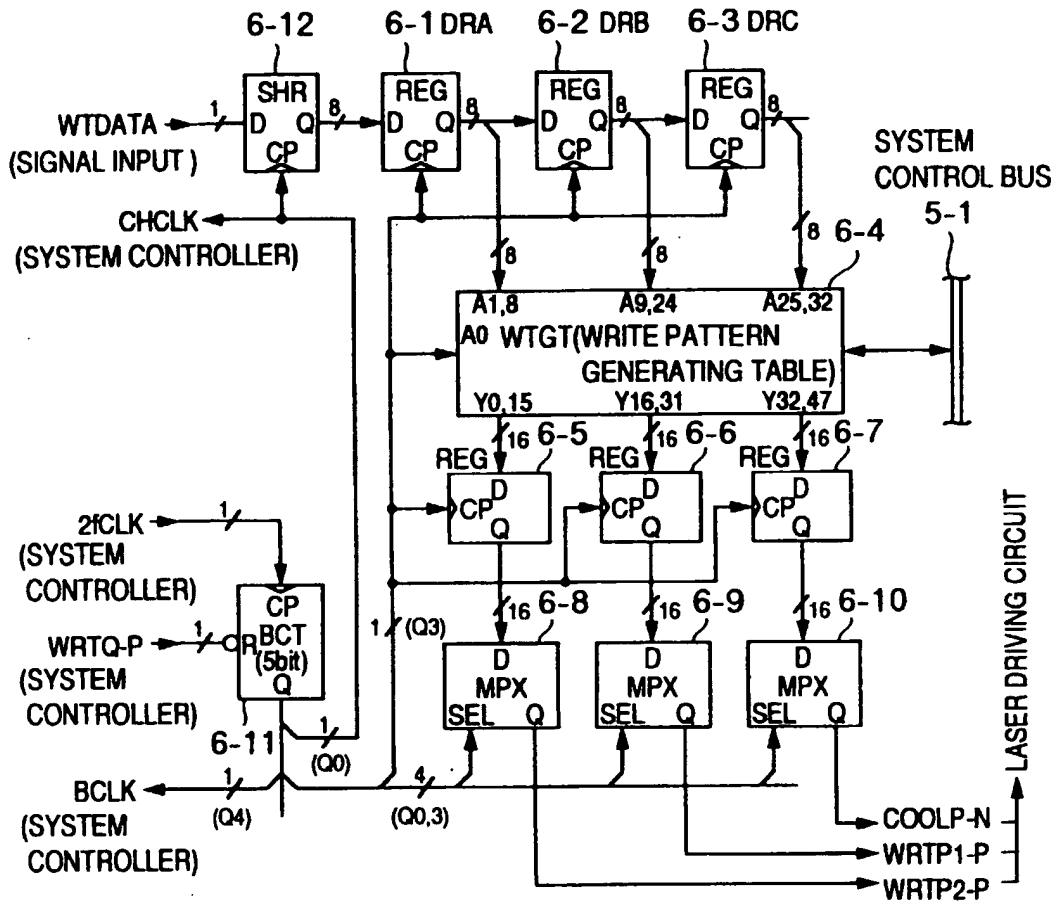 6-12 6-1 DRA 6-2 DRB 6-3 DRC
SHR REG REG REG
WTDATA 1 D Q 8 D Q 8 D Q 8 D Q 8
(SIGNAL INPUT)
CP CP CP CP
SYSTEM
CONTROL BUS
5-1
CHCLK
(SYSTEM CONTROLLER)
8 8 8 6-4
A1,8 A9,24 A25,32
A0 WTGT(WRITE PATTERN
GENERATING TABLE)
Y0,15 Y16,31 Y32,47
16 6-5 16 6-6 16 6-7
REG REG REG
D D D
CP CP CP
Q Q Q
2fCLK 1
(SYSTEM
CONTROLLER)
CP
WRTQ-P 1 R BCT
(5bit)
Q
(SYSTEM
CONTROLLER)
6-11
1 (Q3)
1
(Q0)
16 6-8 16 6-9 16 6-10
D D D
MPX MPX MPX
SEL Q SEL Q SEL Q
BCLK 1 4
(Q4) (Q0,3)
(SYSTEM
CONTROLLER)
LASER DRIVING CIRCUIT
COOLP-N
WRTP1-P
WRTP2-P